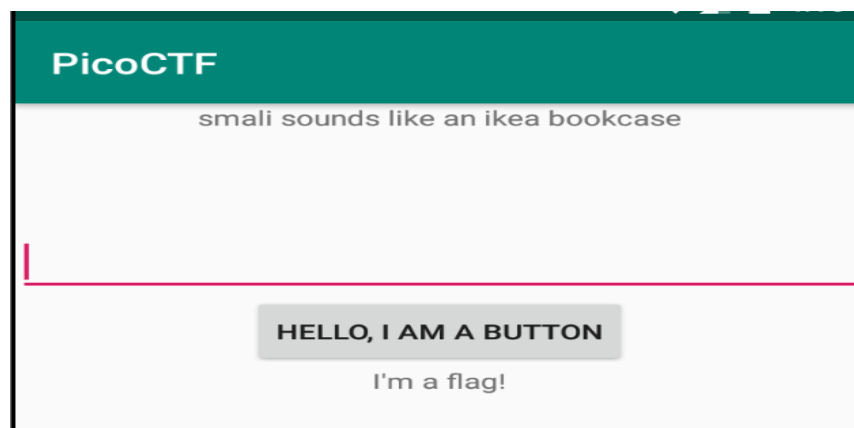 PicoCTF
smali sounds like an ikea bookcase
HELLO, I AM A BUTTON
I'm a flag!